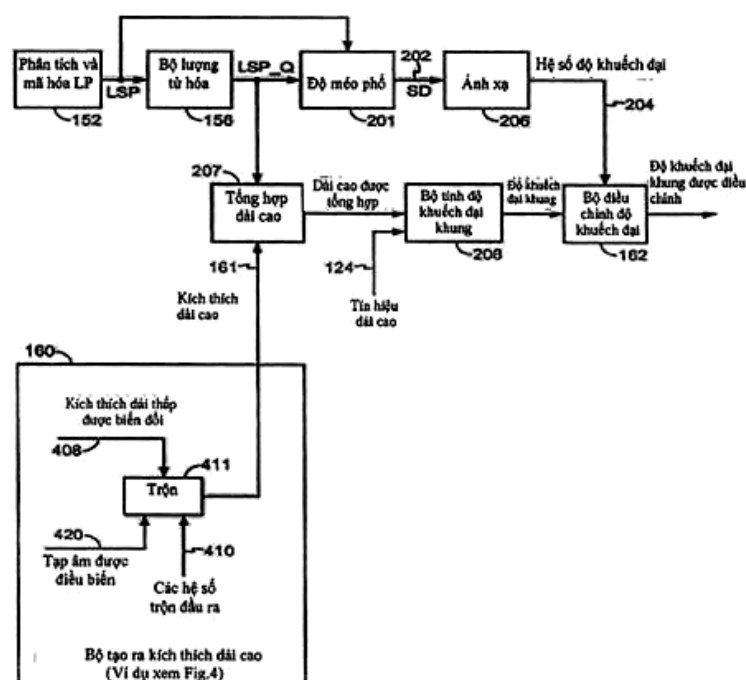 Phân tích và
mã hóa LP
LSP
152
Bộ lượng
tử hóa
LSP_Q
156
Độ méo phổ
201
202
SD
Ánh xạ
206
Hệ số độ khuếch đại
204
207
Tổng hợp
dải cao
Dải cao được
tổng hợp
Bộ tính độ
khuếch đại
khung
208
Độ khuếch
đại khung
Bộ điều
chỉnh độ
khuếch đại
162
Độ khuếch đại
khung được điều
chỉnh
161
124
Kích thích
dải cao
Tín hiệu
dải cao
160
Kích thích dải thấp
được biến đổi
408
411
Trộn
420
410
Tạp âm được
điều biến
Các hệ số
trộn đầu ra
Bộ tạo ra kích thích dải cao
(Ví dụ xem Fig.4)